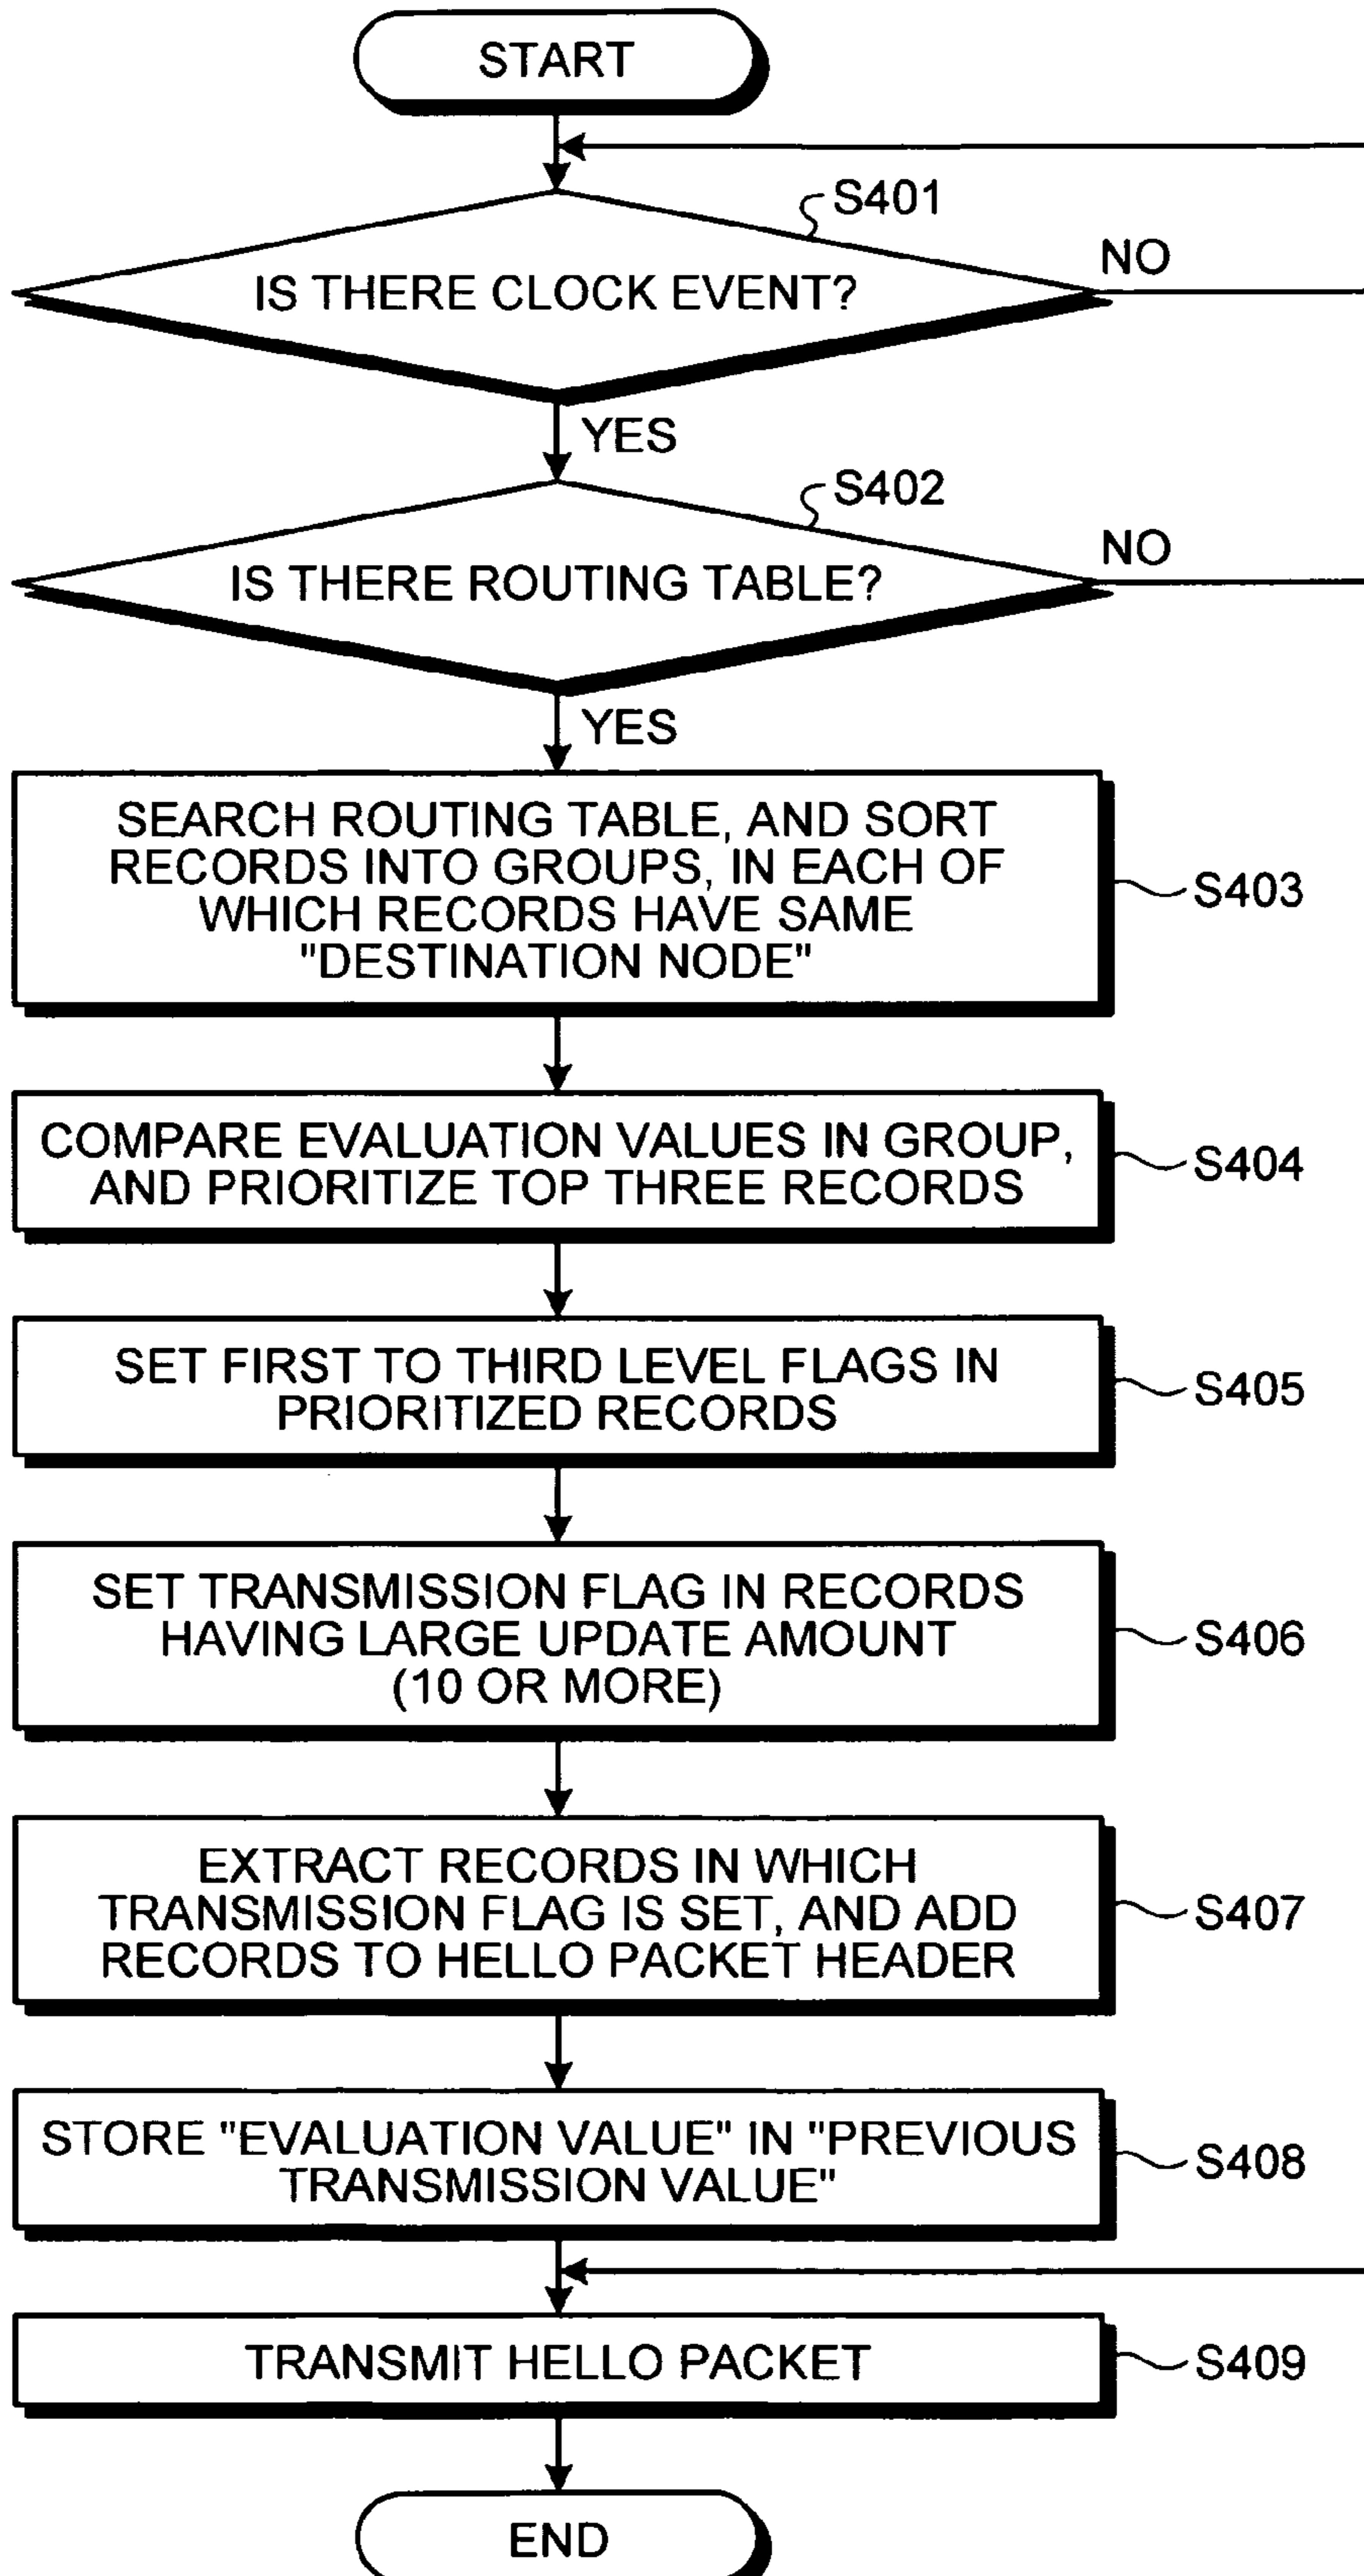 START
S401
IS THERE CLOCK EVENT?
NO
YES
S402
IS THERE ROUTING TABLE?
NO
YES
SEARCH ROUTING TABLE, AND SORT
RECORDS INTO GROUPS, IN EACH OF
WHICH RECORDS HAVE SAME
"DESTINATION NODE"
S403
COMPARE EVALUATION VALUES IN GROUP,
AND PRIORITIZE TOP THREE RECORDS
S404
SET FIRST TO THIRD LEVEL FLAGS IN
PRIORITIZED RECORDS
S405
SET TRANSMISSION FLAG IN RECORDS
HAVING LARGE UPDATE AMOUNT
(10 OR MORE)
S406
EXTRACT RECORDS IN WHICH
TRANSMISSION FLAG IS SET, AND ADD
RECORDS TO HELLO PACKET HEADER
S407
STORE "EVALUATION VALUE" IN "PREVIOUS
TRANSMISSION VALUE"
S408
TRANSMIT HELLO PACKET
S409
END